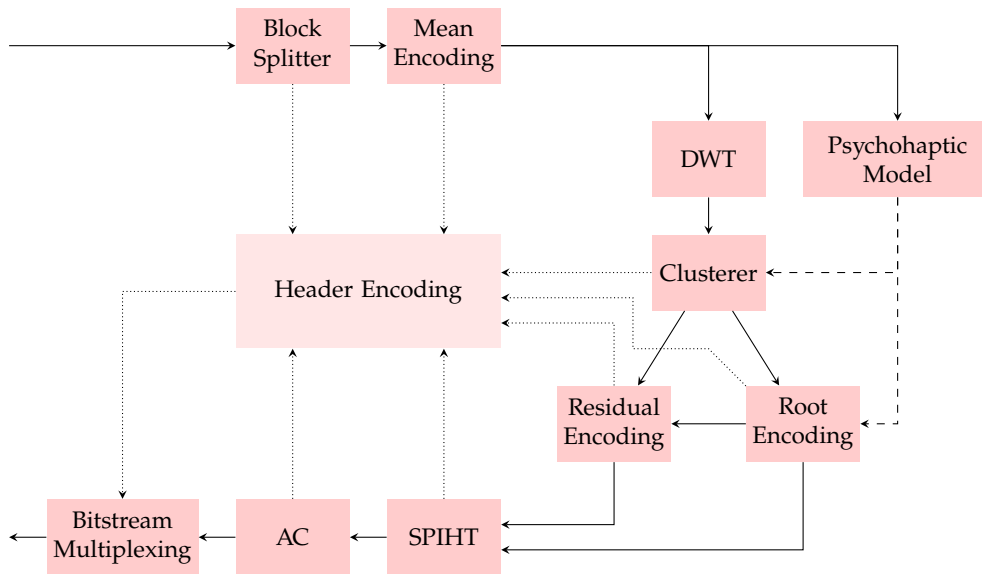 Block
Splitter
Mean
Encoding
DWT
Psychohaptic
Model
Header Encoding
Clusterer
Residual
Encoding
Root
Encoding
Bitstream
Multiplexing
AC
SPIHT